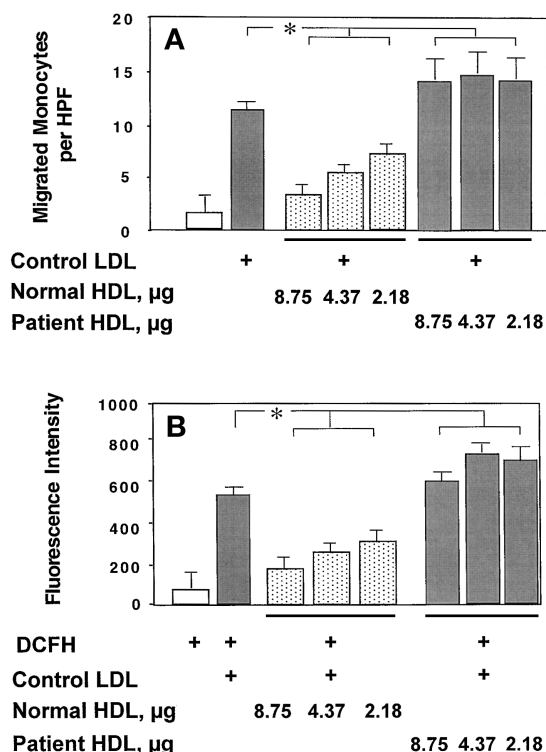 A
*
Migrated Monocytes
per HPF
20
15
10
5
0
Control LDL + + +
Normal HDL, µg 8.75 4.37 2.18
Patient HDL, µg 8.75 4.37 2.18
B
*
Fluorescence Intensity
1000
800
600
400
200
0
DCFH + + + +
Control LDL + + +
Normal HDL, µg 8.75 4.37 2.18
Patient HDL, µg 8.75 4.37 2.18